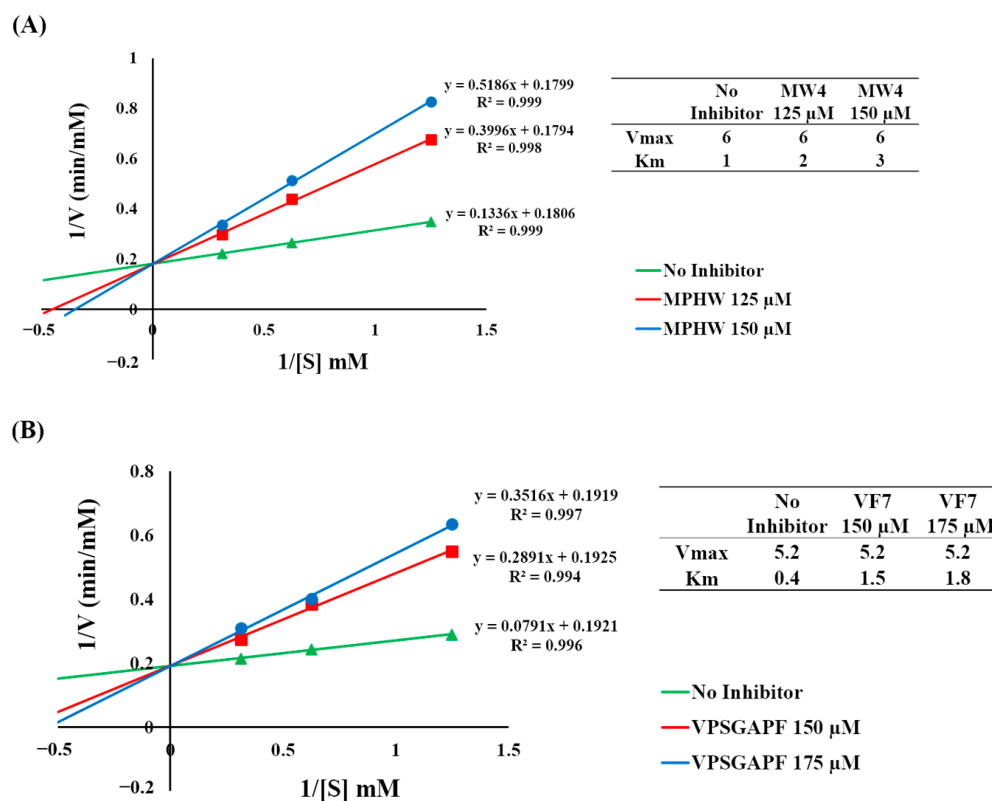 (A)
1
0.8
0.6
0.4
0.2
0
−0.2
−0.5
0
0.5
1
1.5
1/V (min/mM)
1/[S] mM
y = 0.5186x + 0.1799
R² = 0.999
y = 0.3996x + 0.1794
R² = 0.998
y = 0.1336x + 0.1806
R² = 0.999
No MW4 MW4
Inhibitor 125 µM 150 µM
Vmax 6 6 6
Km 1 2 3
No Inhibitor
MPHW 125 µM
MPHW 150 µM
(B)
0.8
0.6
0.4
0.2
0
−0.2
−0.5
0
0.5
1
1.5
1/V (min/mM)
1/[S] mM
y = 0.3516x + 0.1919
R² = 0.997
y = 0.2891x + 0.1925
R² = 0.994
y = 0.0791x + 0.1921
R² = 0.996
No VF7 VF7
Inhibitor 150 µM 175 µM
Vmax 5.2 5.2 5.2
Km 0.4 1.5 1.8
No Inhibitor
VPSGAPF 150 µM
VPSGAPF 175 µM